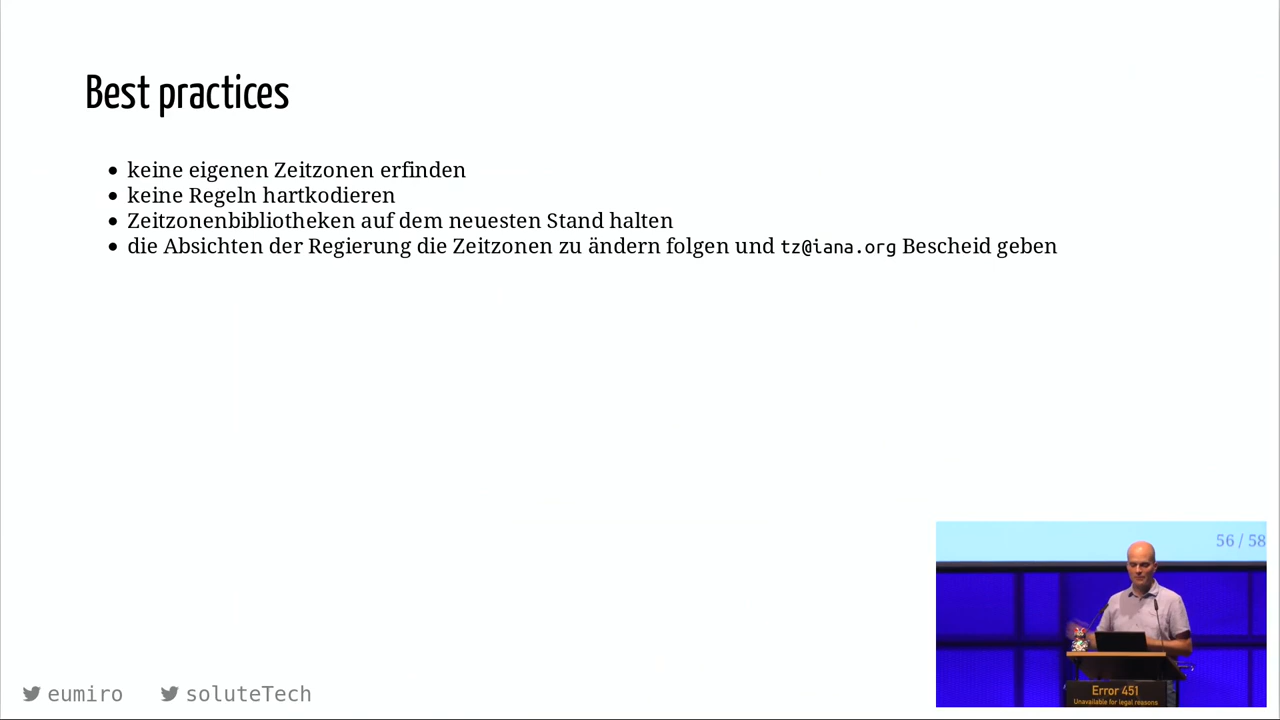 Best practices
keine eigenen Zeitzonen erfinden
keine Regeln hartkodieren
Zeitzonenbibliotheken auf dem neuesten Stand halten
die Absichten der Regierung die Zeitzonen zu ändern folgen und tz@iana.org Bescheid geben
56 / 58
Error 451
Unavailable for legal reasons
eumiro soluteTech